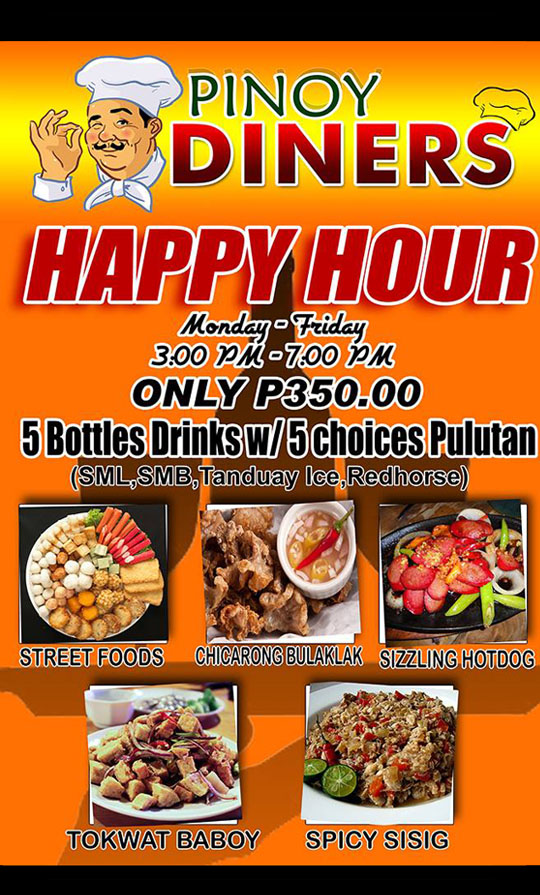 PINOY
DINERS
HAPPY HOUR
Monday - Friday
3:00 PM - 7:00 PM
ONLY P350.00
5 Bottles Drinks w/ 5 choices Pulutan
(SML,SMB,Tanduay Ice,Redhorse)
STREET FOODS
CHICARONG BULAKLAK
SIZZLING HOTDOG
TOKWAT BABOY
SPICY SISIG